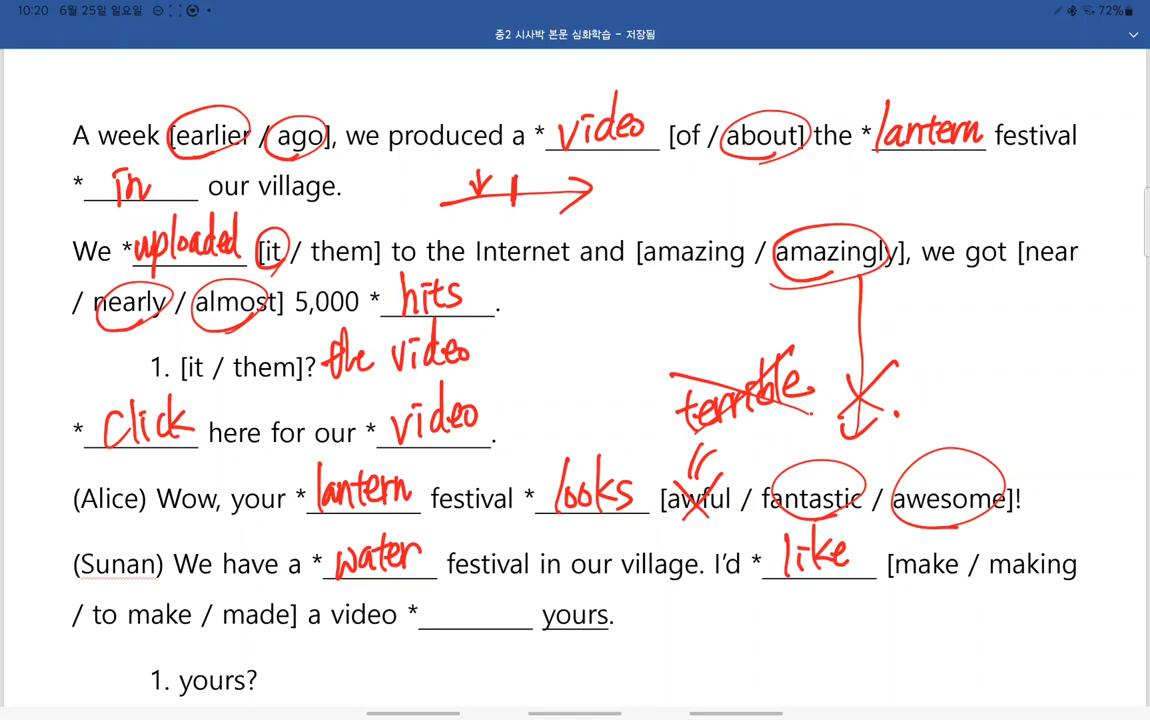 10:20 6월 25일 일요일 72%
중2 시사박 본문 심화학습 - 저장됨
A week [earlier / ago], we produced a * video [of / about] the * lantern festival
* in our village.
We * uploaded [it / them] to the Internet and [amazing / amazingly], we got [near
/ nearly / almost] 5,000 * hits.
1. [it / them]? the video
terrible
* click here for our * video.
(Alice) Wow, your * lantern festival * looks [awful / fantastic / awesome]!
(Sunan) We have a * water festival in our village. I'd * like [make / making
/ to make / made] a video *________ yours.
1. yours?